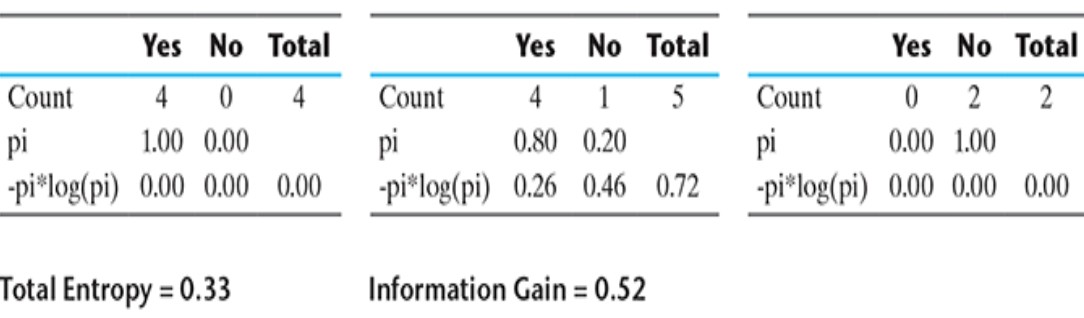 Yes No Total Yes No Total Yes No Total
Count 4 0 4 Count 4 1 5 Count 0 2 2
pi 1.00 0.00 pi 0.80 0.20 pi 0.00 1.00
-pi*log(pi) 0.00 0.00 0.00 -pi*log(pi) 0.26 0.46 0.72 -pi*log(pi) 0.00 0.00 0.00
Total Entropy = 0.33 Information Gain = 0.52